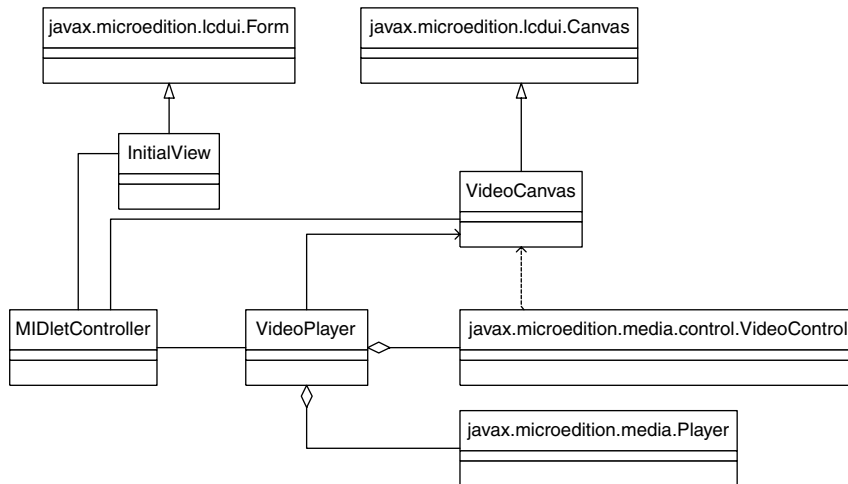 javax.microedition.lcdui.Form
javax.microedition.lcdui.Canvas
InitialView
VideoCanvas
MIDletController
VideoPlayer
javax.microedition.media.control.VideoControl
javax.microedition.media.Player